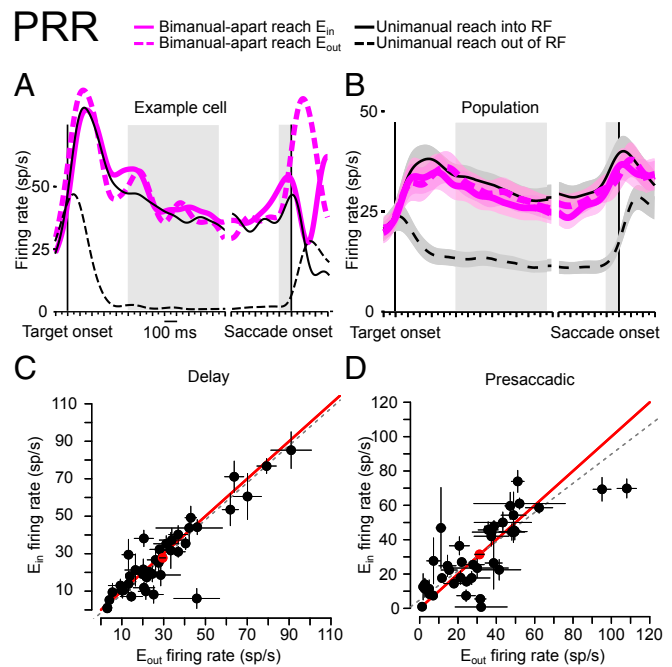 PRR
Bimanual-apart reach E_in
Unimanual reach into RF
Bimanual-apart reach E_out
Unimanual reach out of RF
A
Example cell
B
Population
Firing rate (sp/s)
50
25
0
Target onset
100 ms
Saccade onset
Firing rate (sp/s)
50
25
0
Target onset
Saccade onset
C
Delay
D
Presaccadic
E_in firing rate (sp/s)
110
90
70
50
30
10
10 30 50 70 90 110
E_out firing rate (sp/s)
E_in firing rate (sp/s)
120
100
80
60
40
20
0
0 20 40 60 80 100 120
E_out firing rate (sp/s)